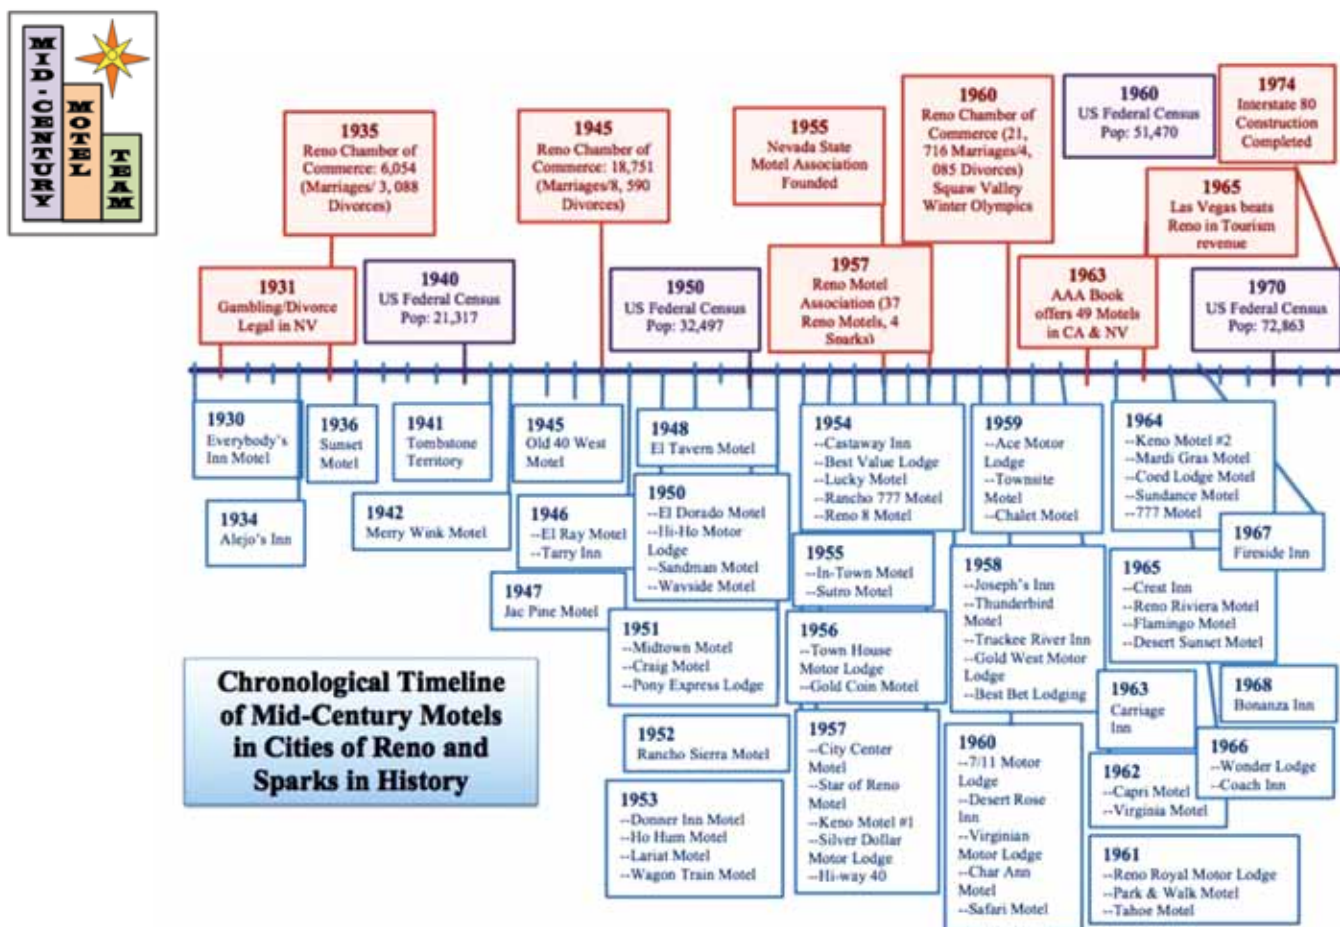 MID-CENTURY
MOTEL
TEAM
1935
Reno Chamber of
Commerce: 6,054
(Marriages/ 3, 088
Divorces)
1945
Reno Chamber of
Commerce: 18,751
(Marriages/8, 590
Divorces)
1955
Nevada State
Motel Association
Founded
1960
Reno Chamber of
Commerce (21,
716 Marriages/4,
085 Divorces)
Squaw Valley
Winter Olympics
1960
US Federal Census
Pop: 51,470
1974
Interstate 80
Construction
Completed
1965
Las Vegas beats
Reno in Tourism
revenue
1931
Gambling/Divorce
Legal in NV
1940
US Federal Census
Pop: 21,317
1950
US Federal Census
Pop: 32,497
1957
Reno Motel
Association (37
Reno Motels, 4
Sparks)
1963
AAA Book
offers 49 Motels
in CA & NV
1970
US Federal Census
Pop: 72,863
1930
Everybody's
Inn Motel
1936
Sunset
Motel
1941
Tombstone
Territory
1945
Old 40 West
Motel
1948
El Tavern Motel
1954
--Castaway Inn
--Best Value Lodge
--Lucky Motel
--Rancho 777 Motel
--Reno 8 Motel
1959
--Ace Motor
Lodge
--Townsite
Motel
--Chalet Motel
1964
--Keno Motel #2
--Mardi Gras Motel
--Coed Lodge Motel
--Sundance Motel
--777 Motel
1934
Alejo's Inn
1942
Merry Wink Motel
1946
--El Ray Motel
--Tarry Inn
1950
--El Dorado Motel
--Hi-Ho Motor
Lodge
--Sandman Motel
--Wayside Motel
1967
Fireside Inn
1955
--In-Town Motel
--Sutro Motel
1958
--Joseph's Inn
--Thunderbird
Motel
--Truckee River Inn
--Gold West Motor
Lodge
--Best Bet Lodging
1965
--Crest Inn
--Reno Riviera Motel
--Flamingo Motel
--Desert Sunset Motel
1947
Jac Pine Motel
1951
--Midtown Motel
--Craig Motel
--Pony Express Lodge
1956
--Town House
Motor Lodge
--Gold Coin Motel
1963
Carriage
Inn
1968
Bonanza Inn
Chronological Timeline
of Mid-Century Motels
in Cities of Reno and
Sparks in History
1952
Rancho Sierra Motel
1957
--City Center
Motel
--Star of Reno
Motel
--Keno Motel #1
--Silver Dollar
Motor Lodge
--Hi-way 40
1960
--7/11 Motor
Lodge
--Desert Rose
Inn
--Virginian
Motor Lodge
--Char Ann
Motel
--Safari Motel
1966
--Wonder Lodge
--Coach Inn
1962
--Capri Motel
--Virginia Motel
1953
--Donner Inn Motel
--Ho Hum Motel
--Lariat Motel
--Wagon Train Motel
1961
--Reno Royal Motor Lodge
--Park & Walk Motel
--Tahoe Motel